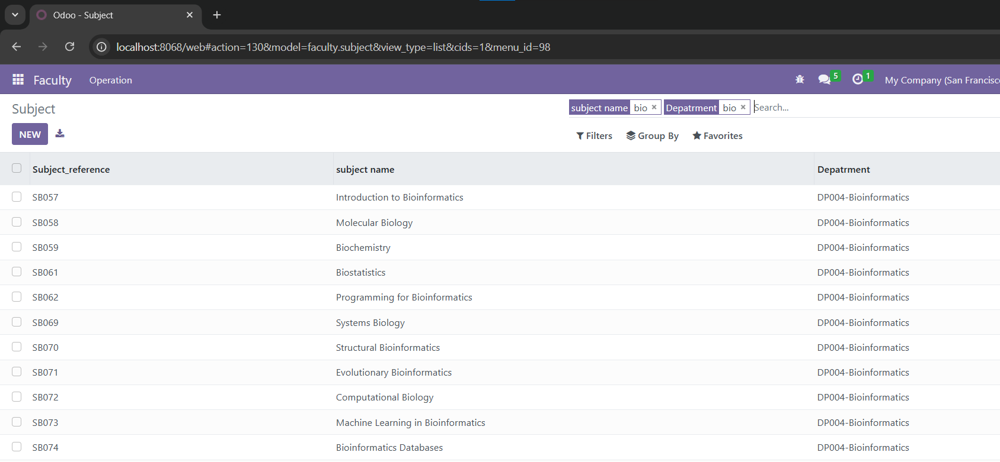 Odoo - Subject
localhost:8068/web#action=130&model=faculty.subject&view_type=list&cids=1&menu_id=98
Faculty Operation 5 1 My Company (San Francisco
Subject subject name bio × Depatrment bio × Search...
NEW Filters Group By Favorites
Subject_reference subject name Depatrment
SB057 Introduction to Bioinformatics DP004-Bioinformatics
SB058 Molecular Biology DP004-Bioinformatics
SB059 Biochemistry DP004-Bioinformatics
SB061 Biostatistics DP004-Bioinformatics
SB062 Programming for Bioinformatics DP004-Bioinformatics
SB069 Systems Biology DP004-Bioinformatics
SB070 Structural Bioinformatics DP004-Bioinformatics
SB071 Evolutionary Bioinformatics DP004-Bioinformatics
SB072 Computational Biology DP004-Bioinformatics
SB073 Machine Learning in Bioinformatics DP004-Bioinformatics
SB074 Bioinformatics Databases DP004-Bioinformatics